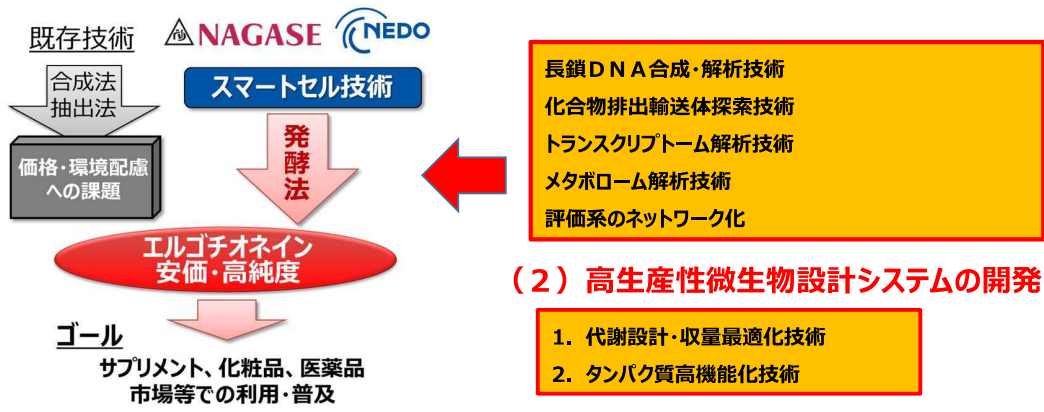 既存技術
NAGASE
NEDO
合成法
抽出法
スマートセル技術
価格・環境配慮
への課題
発
酵
法
エルゴチオネイン
安価・高純度
ゴール
サプリメント、化粧品、医薬品
市場等での利用・普及
長鎖DNA合成・解析技術
化合物排出輸送体探索技術
トランスクリプトーム解析技術
メタボローム解析技術
評価系のネットワーク化
(2)高生産性微生物設計システムの開発
1. 代謝設計・収量最適化技術
2. タンパク質高機能化技術